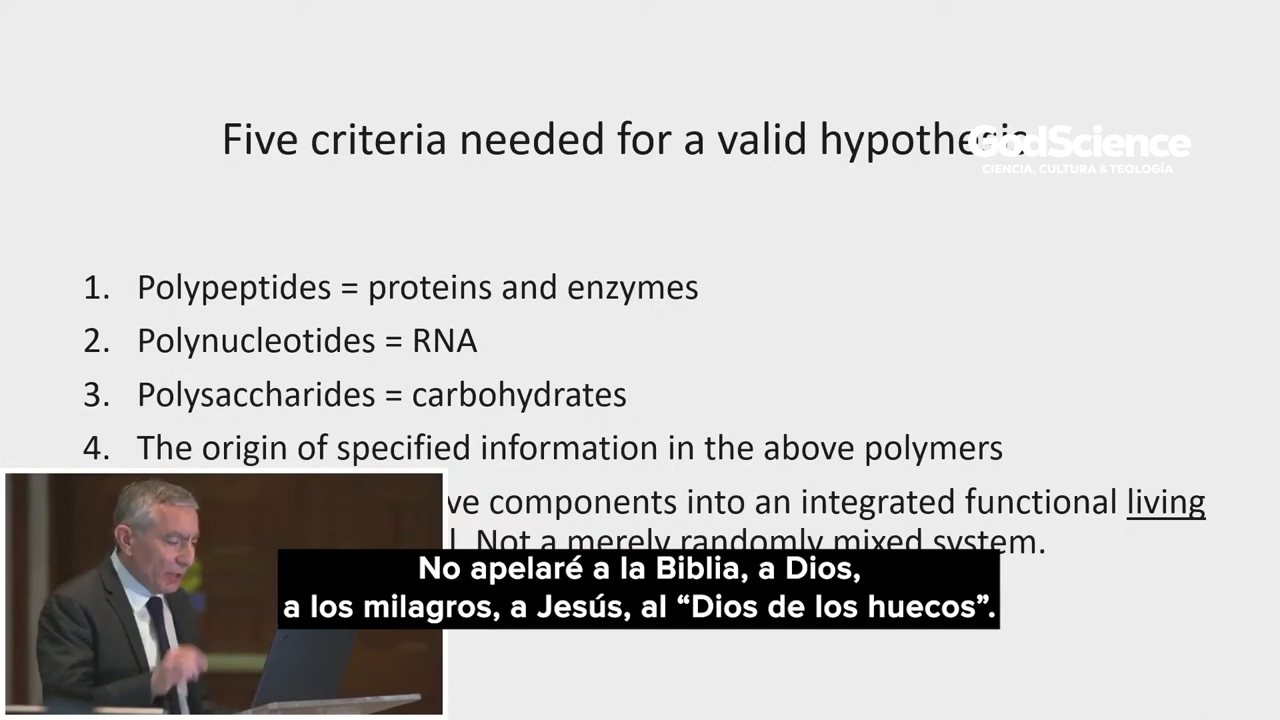 Five criteria needed for a valid hypothesis
GodScience
CIENCIA, CULTURA & TEOLOGÍA
1. Polypeptides = proteins and enzymes
2. Polynucleotides = RNA
3. Polysaccharides = carbohydrates
4. The origin of specified information in the above polymers
ve components into an integrated functional living
Not a merely randomly mixed system.
No apelaré a la Biblia, a Dios,
a los milagros, a Jesús, al “Dios de los huecos”.